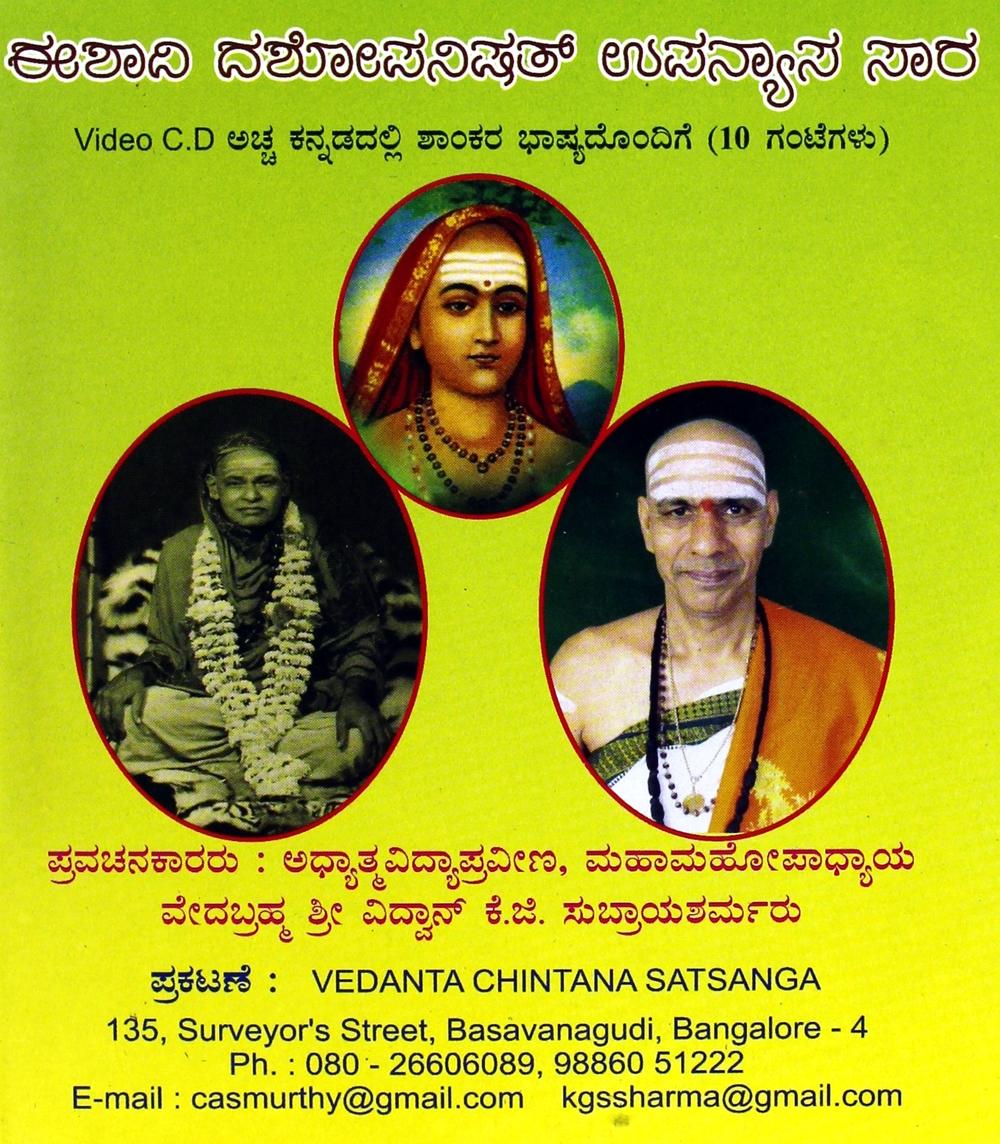 ಈಶಾದಿ ದಶೋಪನಿಷತ್ ಉಪನ್ಯಾಸ ಸಾರ
Video C.D ಅಚ್ಚ ಕನ್ನಡದಲ್ಲಿ ಶಾಂಕರ ಭಾಷ್ಯದೊಂದಿಗೆ (10 ಗಂಟೆಗಳು)
ಪ್ರವಚನಕಾರರು : ಅಧ್ಯಾತ್ಮವಿದ್ಯಾಪ್ರವೀಣ, ಮಹಾಮಹೋಪಾಧ್ಯಾಯ
ವೇದಬ್ರಹ್ಮ ಶ್ರೀ ವಿದ್ವಾನ್ ಕೆ.ಜಿ. ಸುಬ್ರಾಯಶರ್ಮರು
ಪ್ರಕಟಣೆ : VEDANTA CHINTANA SATSANGA
135, Surveyor's Street, Basavanagudi, Bangalore - 4
Ph. : 080 - 26606089, 98860 51222
E-mail : casmurthy@gmail.com kgssharma@gmail.com